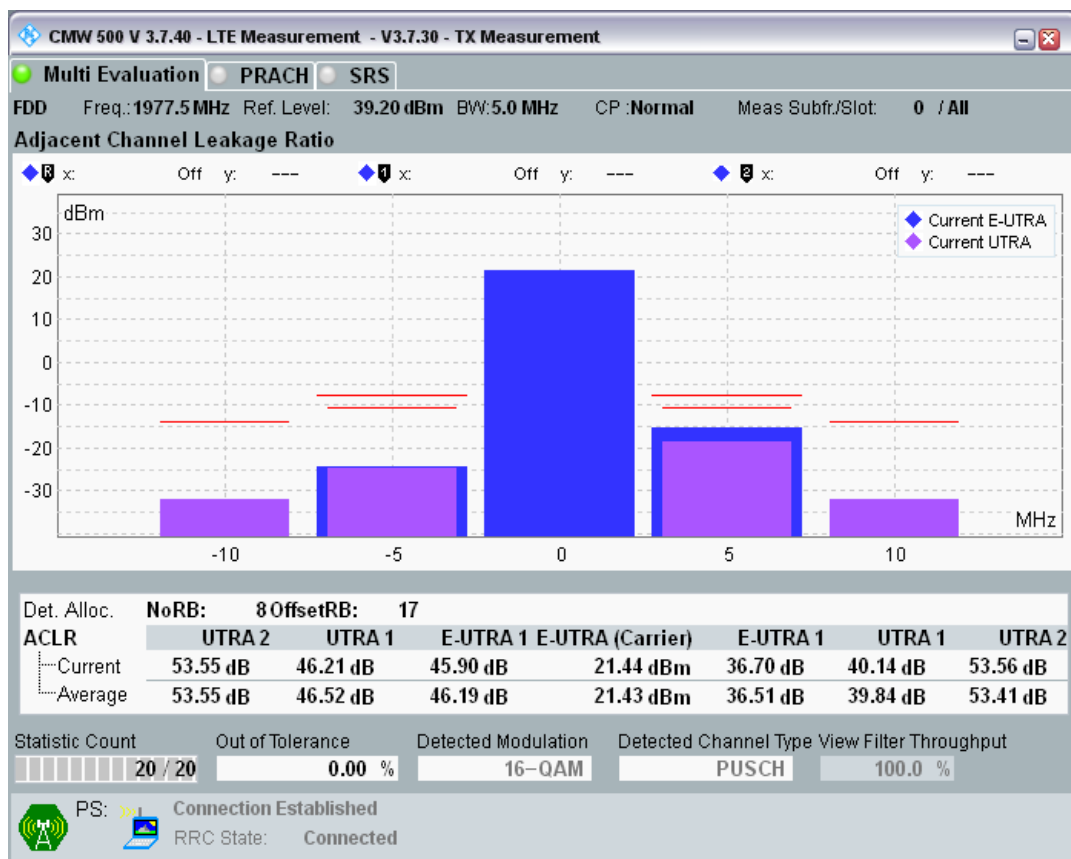 CMW 500 V 3.7.40 - LTE Measurement - V3.7.30 - TX Measurement
Multi Evaluation PRACH SRS
FDD Freq.: 1977.5 MHz Ref. Level: 39.20 dBm BW: 5.0 MHz CP :Normal Meas Subfr./Slot: 0 / All
Adjacent Channel Leakage Ratio
R x: Off y: --- 1 x: Off y: --- 2 x: Off y: ---
dBm
Current E-UTRA
Current UTRA
30
20
10
0
-10
-20
-30
MHz
-10 -5 0 5 10
Det. Alloc. NoRB: 8 OffsetRB: 17
ACLR UTRA 2 UTRA 1 E-UTRA 1 E-UTRA (Carrier) E-UTRA 1 UTRA 1 UTRA 2
Current 53.55 dB 46.21 dB 45.90 dB 21.44 dBm 36.70 dB 40.14 dB 53.56 dB
Average 53.55 dB 46.52 dB 46.19 dB 21.43 dBm 36.51 dB 39.84 dB 53.41 dB
Statistic Count Out of Tolerance Detected Modulation Detected Channel Type View Filter Throughput
20 / 20 0.00 % 16-QAM PUSCH 100.0 %
PS: Connection Established
RRC State: Connected